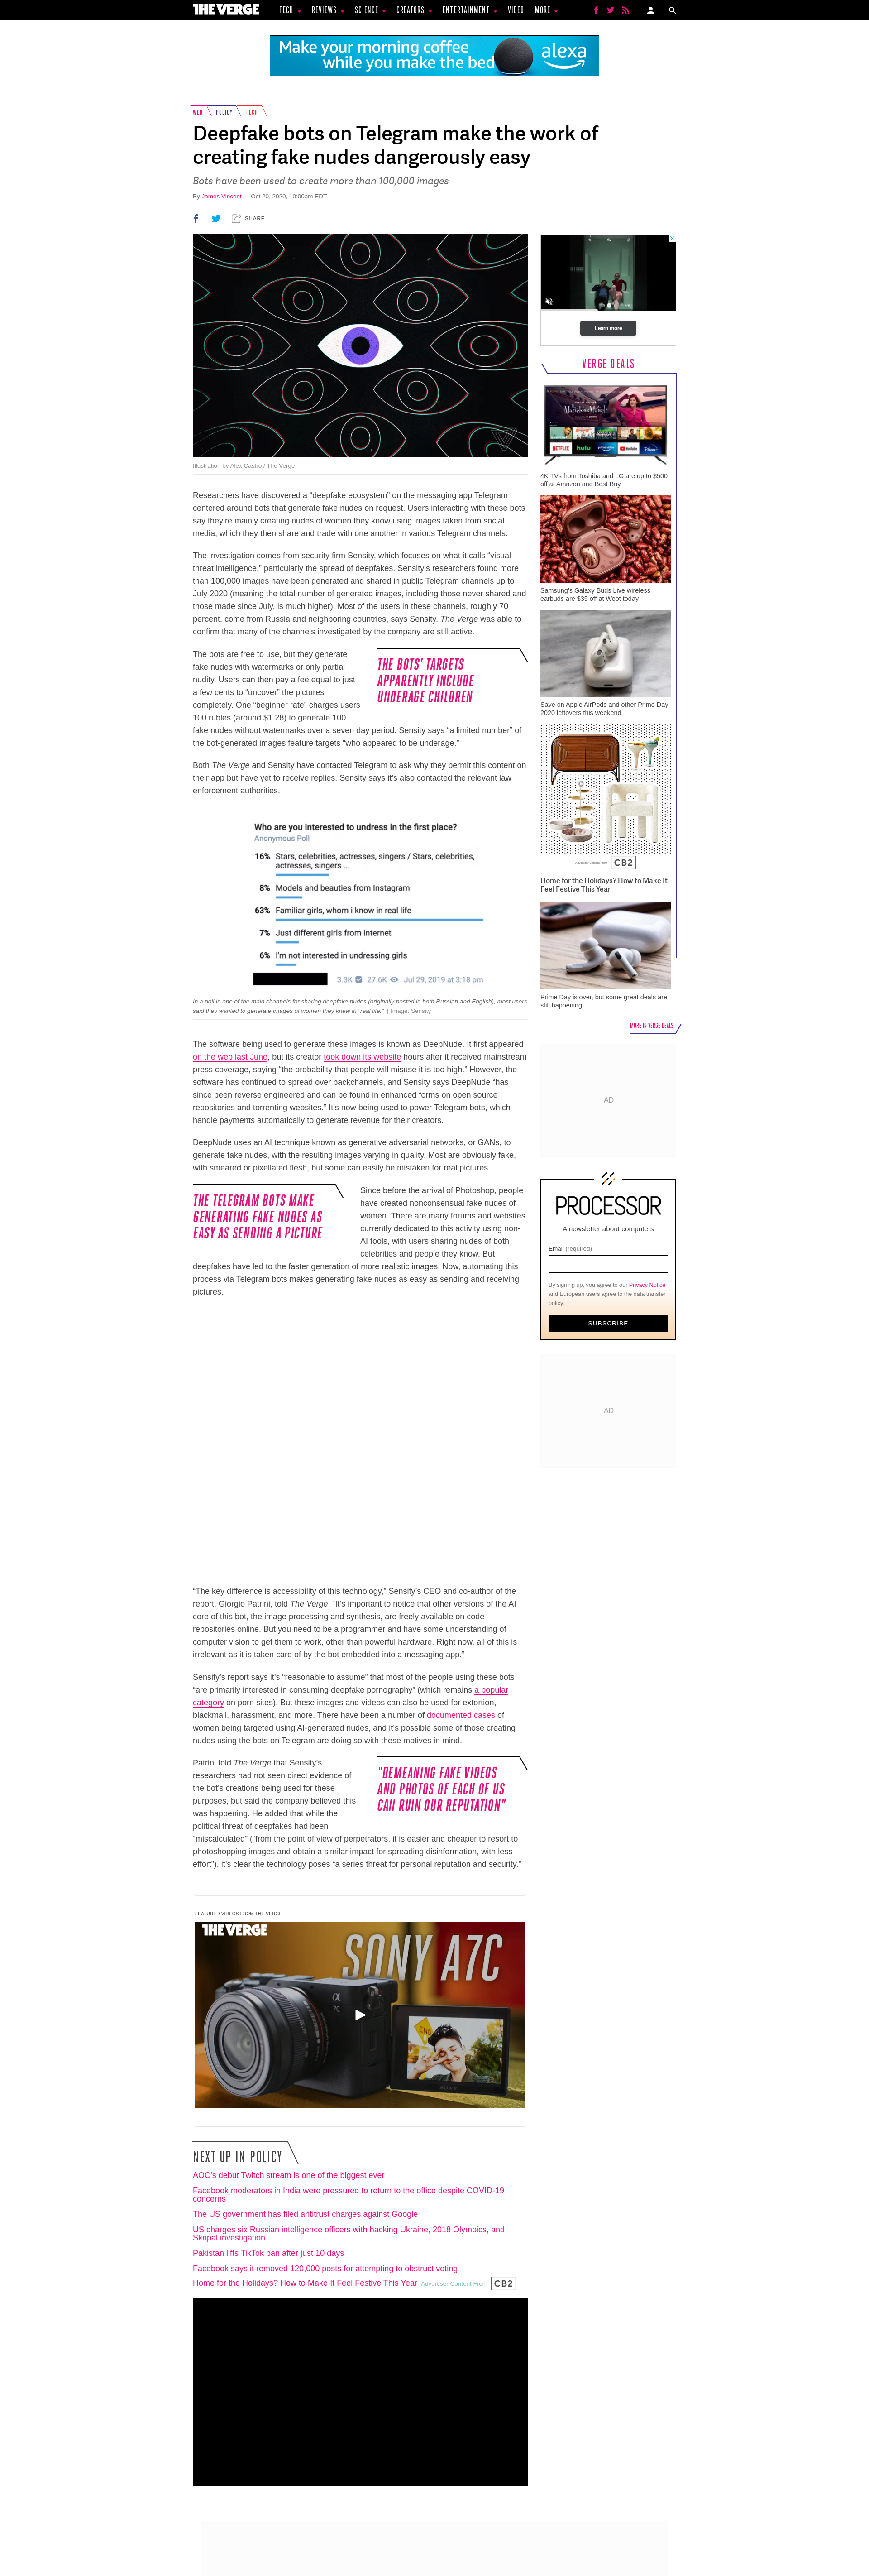 THE VERGE
TECH
REVIEWS
SCIENCE
CREATORS
ENTERTAINMENT
VIDEO
MORE
Make your morning coffee
while you make the bed
alexa
WEB
POLICY
TECH
Deepfake bots on Telegram make the work of
creating fake nudes dangerously easy
Bots have been used to create more than 100,000 images
By James Vincent | Oct 20, 2020, 10:00am EDT
SHARE
Illustration by Alex Castro / The Verge
Researchers have discovered a “deepfake ecosystem” on the messaging app Telegram
centered around bots that generate fake nudes on request. Users interacting with these bots
say they’re mainly creating nudes of women they know using images taken from social
media, which they then share and trade with one another in various Telegram channels.
The investigation comes from security firm Sensity, which focuses on what it calls “visual
threat intelligence,” particularly the spread of deepfakes. Sensity’s researchers found more
than 100,000 images have been generated and shared in public Telegram channels up to
July 2020 (meaning the total number of generated images, including those never shared and
those made since July, is much higher). Most of the users in these channels, roughly 70
percent, come from Russia and neighboring countries, says Sensity. The Verge was able to
confirm that many of the channels investigated by the company are still active.
THE BOTS’ TARGETS
APPARENTLY INCLUDE
UNDERAGE CHILDREN
The bots are free to use, but they generate
fake nudes with watermarks or only partial
nudity. Users can then pay a fee equal to just
a few cents to “uncover” the pictures
completely. One “beginner rate” charges users
100 rubles (around $1.28) to generate 100
fake nudes without watermarks over a seven day period. Sensity says “a limited number” of
the bot-generated images feature targets “who appeared to be underage.”
Both The Verge and Sensity have contacted Telegram to ask why they permit this content on
their app but have yet to receive replies. Sensity says it’s also contacted the relevant law
enforcement authorities.
Who are you interested to undress in the first place?
Anonymous Poll
16% Stars, celebrities, actresses, singers / Stars, celebrities,
actresses, singers ...
8% Models and beauties from Instagram
63% Familiar girls, whom i know in real life
7% Just different girls from internet
6% I'm not interested in undressing girls
3.3K 27.6K Jul 29, 2019 at 3:18 pm
In a poll in one of the main channels for sharing deepfake nudes (originally posted in both Russian and English), most users
said they wanted to generate images of women they knew in “real life.” | Image: Sensity
The software being used to generate these images is known as DeepNude. It first appeared
on the web last June, but its creator took down its website hours after it received mainstream
press coverage, saying “the probability that people will misuse it is too high.” However, the
software has continued to spread over backchannels, and Sensity says DeepNude “has
since been reverse engineered and can be found in enhanced forms on open source
repositories and torrenting websites.” It’s now being used to power Telegram bots, which
handle payments automatically to generate revenue for their creators.
DeepNude uses an AI technique known as generative adversarial networks, or GANs, to
generate fake nudes, with the resulting images varying in quality. Most are obviously fake,
with smeared or pixellated flesh, but some can easily be mistaken for real pictures.
THE TELEGRAM BOTS MAKE
GENERATING FAKE NUDES AS
EASY AS SENDING A PICTURE
Since before the arrival of Photoshop, people
have created nonconsensual fake nudes of
women. There are many forums and websites
currently dedicated to this activity using non-
AI tools, with users sharing nudes of both
celebrities and people they know. But
deepfakes have led to the faster generation of more realistic images. Now, automating this
process via Telegram bots makes generating fake nudes as easy as sending and receiving
pictures.
“The key difference is accessibility of this technology,” Sensity’s CEO and co-author of the
report, Giorgio Patrini, told The Verge. “It’s important to notice that other versions of the AI
core of this bot, the image processing and synthesis, are freely available on code
repositories online. But you need to be a programmer and have some understanding of
computer vision to get them to work, other than powerful hardware. Right now, all of this is
irrelevant as it is taken care of by the bot embedded into a messaging app.”
Sensity’s report says it’s “reasonable to assume” that most of the people using these bots
“are primarily interested in consuming deepfake pornography” (which remains a popular
category on porn sites). But these images and videos can also be used for extortion,
blackmail, harassment, and more. There have been a number of documented cases of
women being targeted using AI-generated nudes, and it’s possible some of those creating
nudes using the bots on Telegram are doing so with these motives in mind.
"DEMEANING FAKE VIDEOS
AND PHOTOS OF EACH OF US
CAN RUIN OUR REPUTATION"
Patrini told The Verge that Sensity’s
researchers had not seen direct evidence of
the bot’s creations being used for these
purposes, but said the company believed this
was happening. He added that while the
political threat of deepfakes had been
“miscalculated” (“from the point of view of perpetrators, it is easier and cheaper to resort to
photoshopping images and obtain a similar impact for spreading disinformation, with less
effort”), it’s clear the technology poses “a series threat for personal reputation and security.”
FEATURED VIDEOS FROM THE VERGE
THE VERGE
SONY A7C
END
SONY
NEXT UP IN POLICY
AOC’s debut Twitch stream is one of the biggest ever
Facebook moderators in India were pressured to return to the office despite COVID-19
concerns
The US government has filed antitrust charges against Google
US charges six Russian intelligence officers with hacking Ukraine, 2018 Olympics, and
Skripal investigation
Pakistan lifts TikTok ban after just 10 days
Facebook says it removed 120,000 posts for attempting to obstruct voting
Home for the Holidays? How to Make It Feel Festive This Year Advertiser Content From CB2
Learn more
VERGE DEALS
NETFLIX
hulu
prime video
YouTube
Disney+
4K TVs from Toshiba and LG are up to $500
off at Amazon and Best Buy
Samsung’s Galaxy Buds Live wireless
earbuds are $35 off at Woot today
Save on Apple AirPods and other Prime Day
2020 leftovers this weekend
Advertiser Content From CB2
Home for the Holidays? How to Make It
Feel Festive This Year
Prime Day is over, but some great deals are
still happening
MORE IN VERGE DEALS
AD
PROCESSOR
A newsletter about computers
Email (required)
By signing up, you agree to our Privacy Notice
and European users agree to the data transfer
policy.
SUBSCRIBE
AD